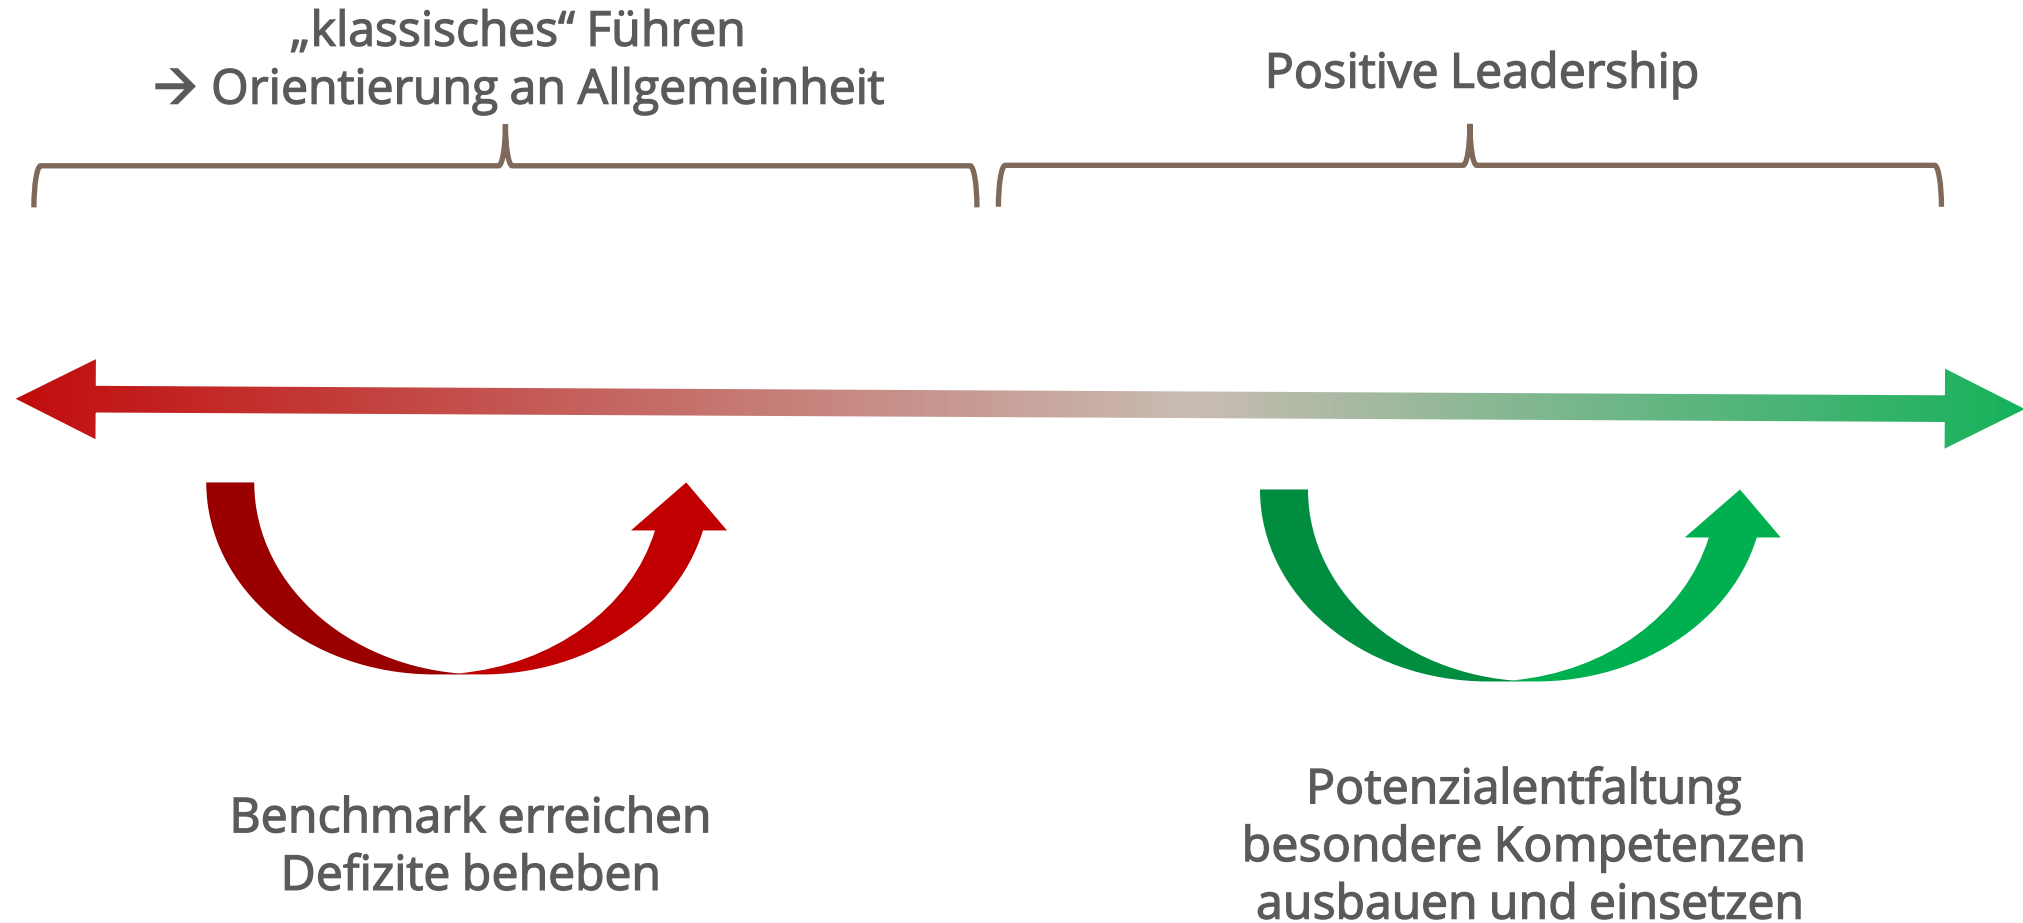 „klassisches“ Führen
→ Orientierung an Allgemeinheit
Positive Leadership
Benchmark erreichen
Defizite beheben
Potenzialentfaltung
besondere Kompetenzen
ausbauen und einsetzen